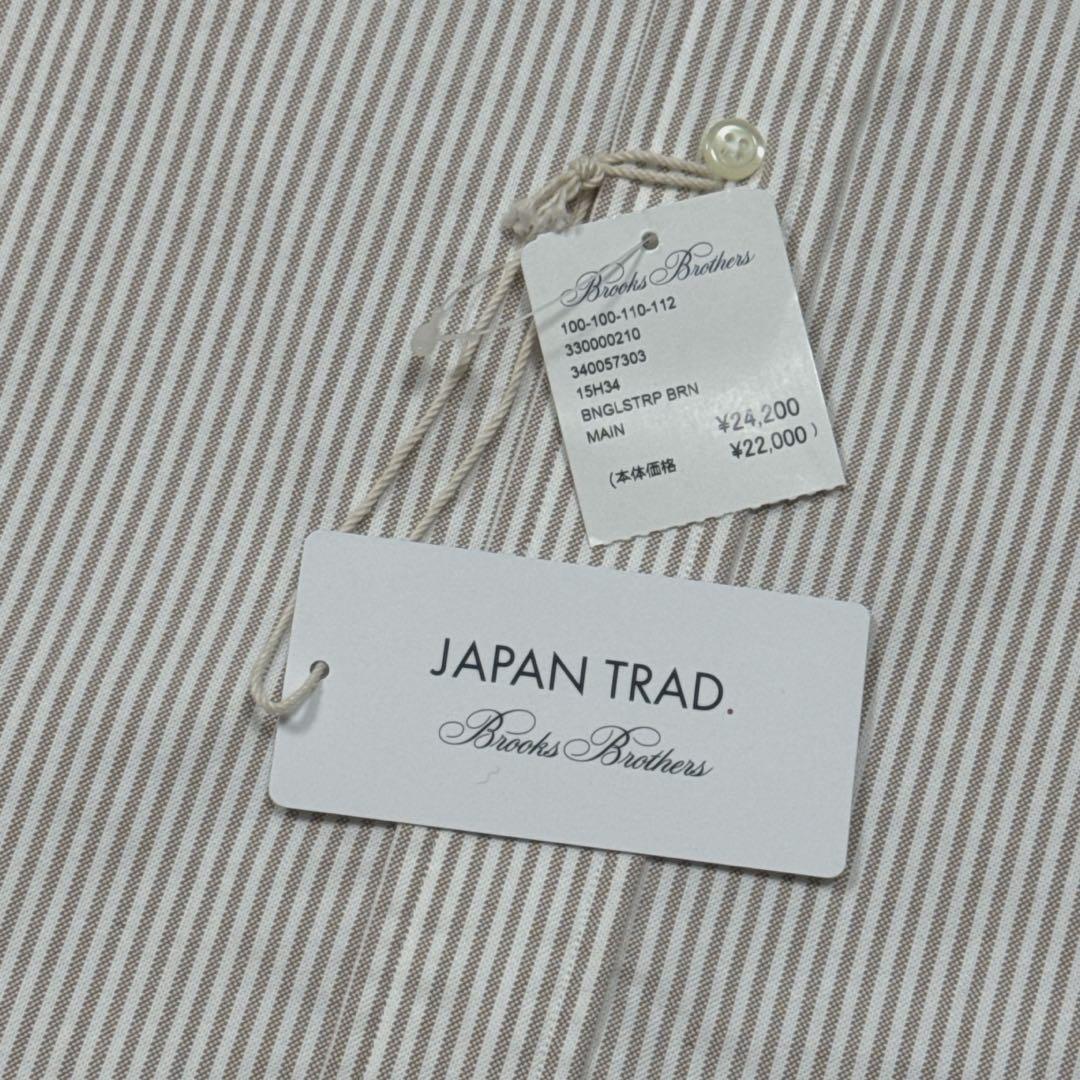 Brooks Brothers
100-100-110-112
330000210
340057303
15H34
BNGLSTRP BRN
MAIN ¥24,200
(本体価格 ¥22,000)
JAPAN TRAD.
Brooks Brothers